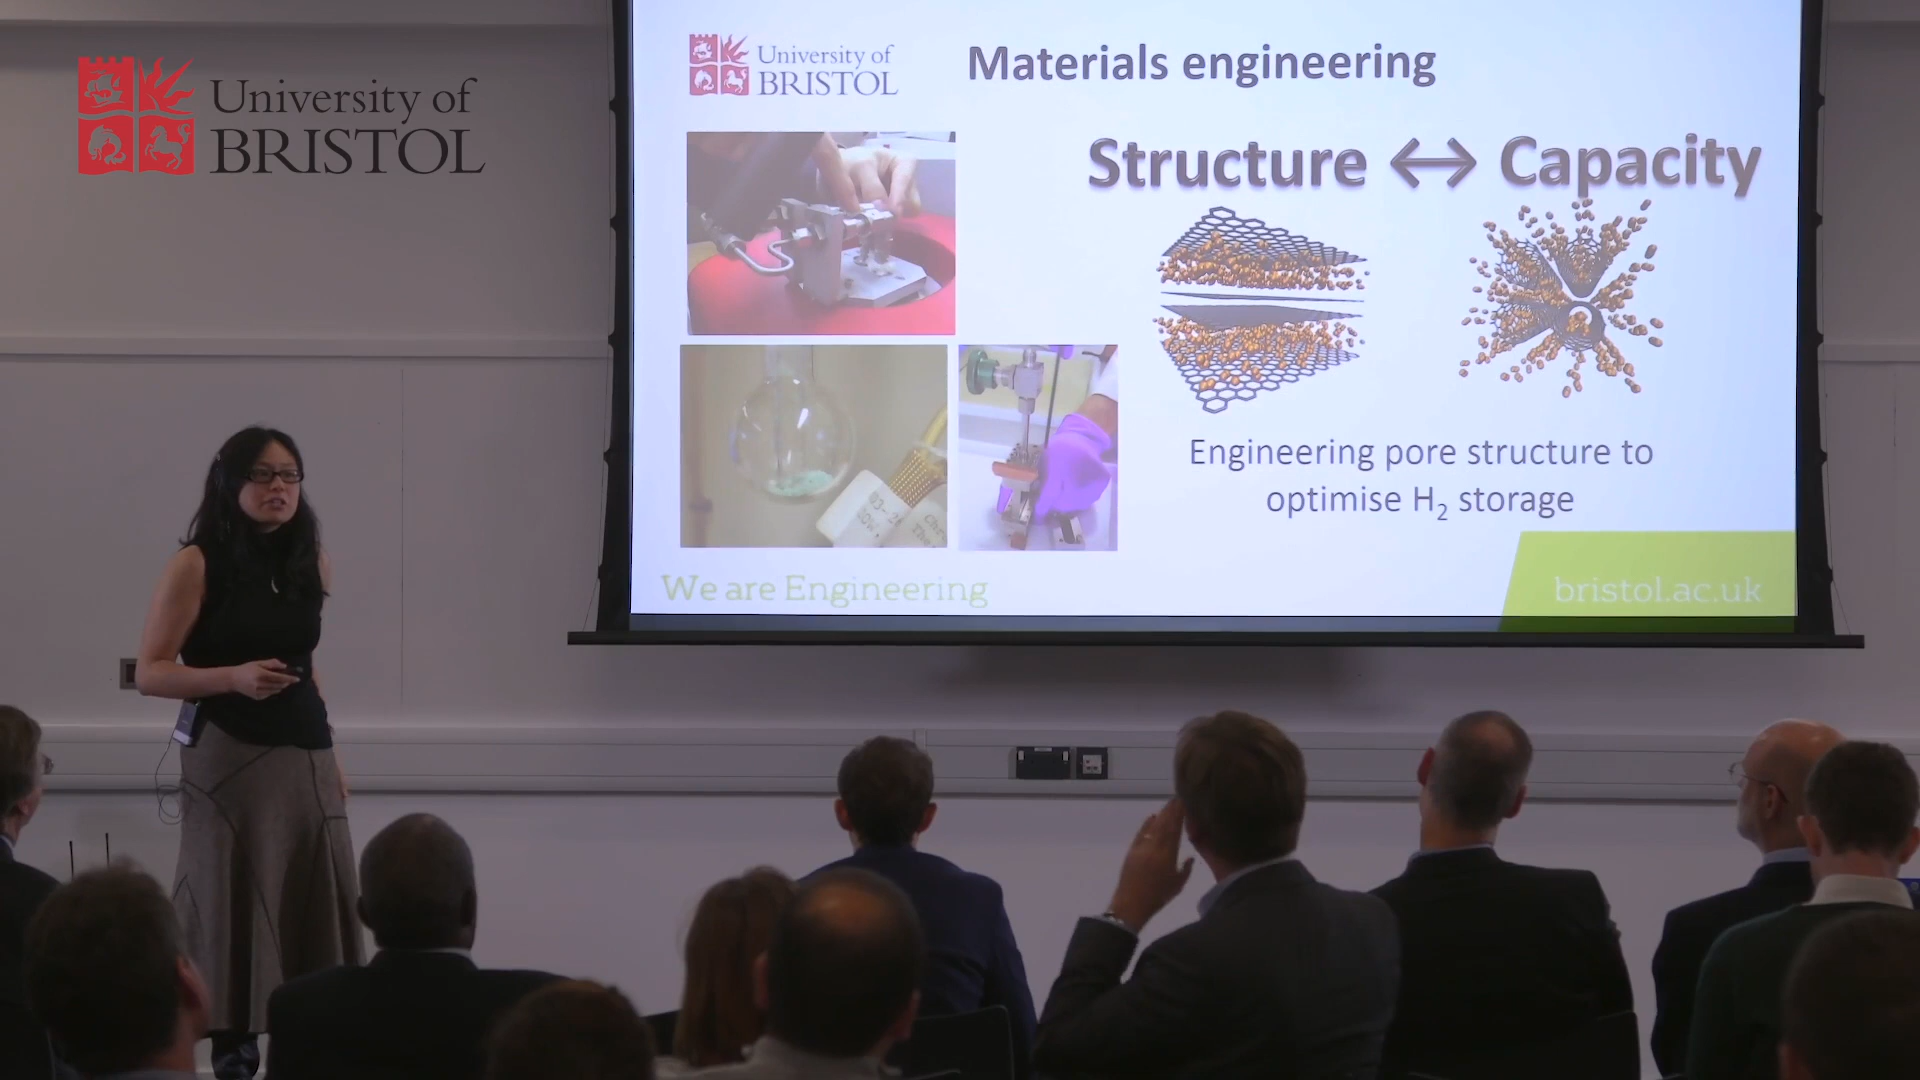 University of
BRISTOL
University of
BRISTOL
Materials engineering
Structure ↔ Capacity
Engineering pore structure to
optimise H₂ storage
We are Engineering
bristol.ac.uk